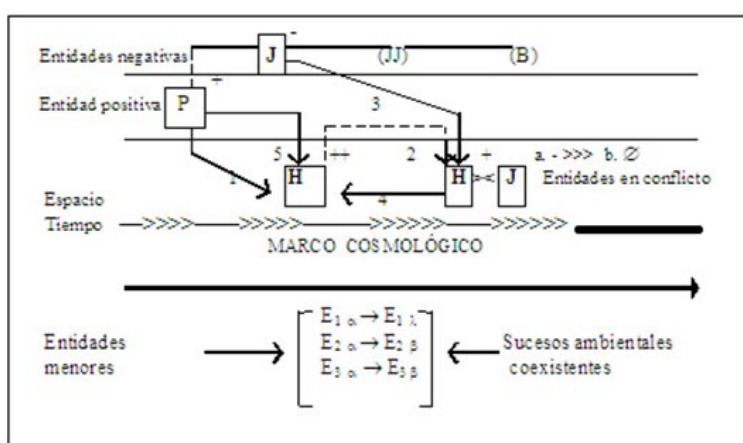 Entidades negativas J - (JJ) (B)
+
Entidad positiva P 3
5 ++ 2 + a. - >>> b. ∅
1 H H >< J Entidades en conflicto
4
Espacio
Tiempo >>>> >>>>> >>>>>> >>>>>>
MARCO COSMOLÓGICO
E1 α → E1 λ
Entidades E2 α → E2 β Sucesos ambientales
menores E3 α → E3 β coexistentes